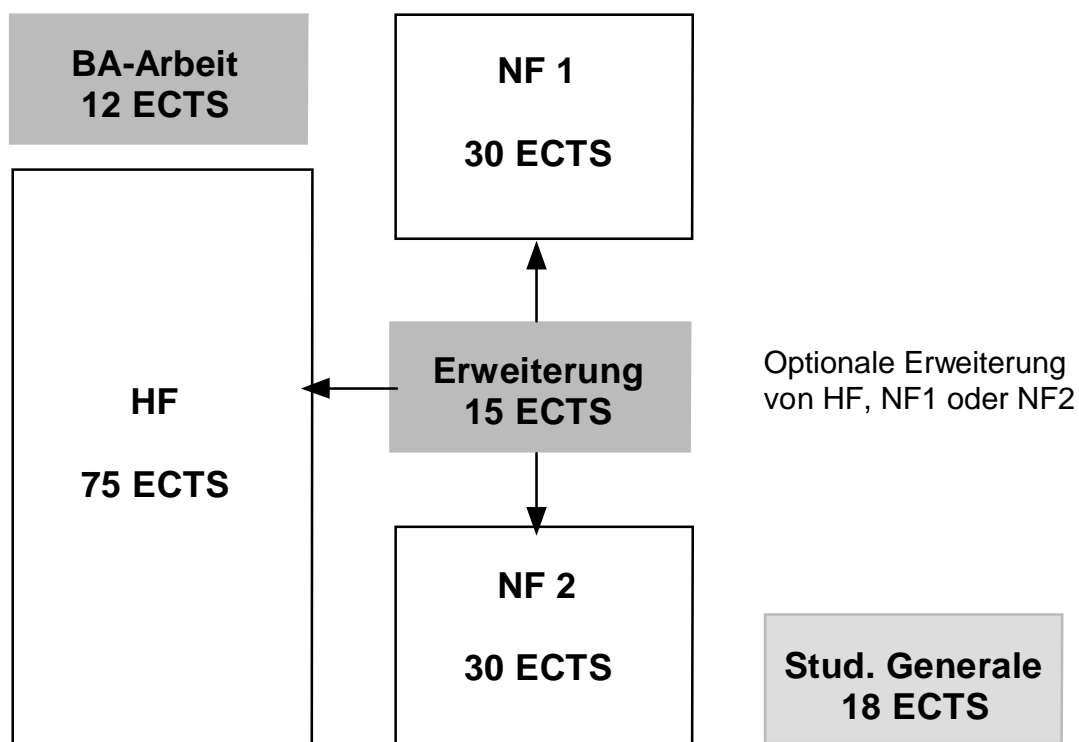 BA-Arbeit
12 ECTS
NF 1
30 ECTS
HF
75 ECTS
Erweiterung
15 ECTS
Optionale Erweiterung
von HF, NF1 oder NF2
NF 2
30 ECTS
Stud. Generale
18 ECTS